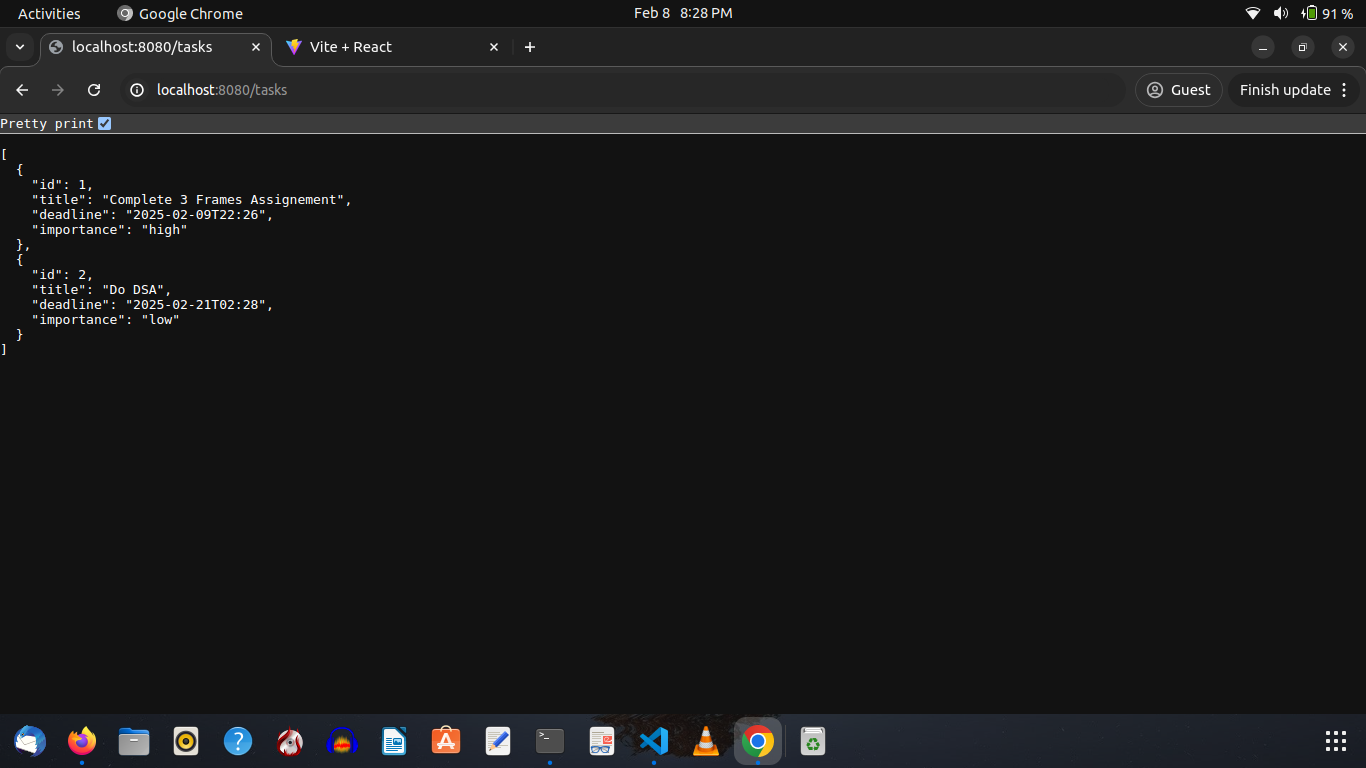 Activities
Google Chrome
Feb 8 8:28 PM
91 %
localhost:8080/tasks
Vite + React
localhost:8080/tasks
Guest
Finish update
Pretty print
[
  {
    "id": 1,
    "title": "Complete 3 Frames Assignement",
    "deadline": "2025-02-09T22:26",
    "importance": "high"
  },
  {
    "id": 2,
    "title": "Do DSA",
    "deadline": "2025-02-21T02:28",
    "importance": "low"
  }
]